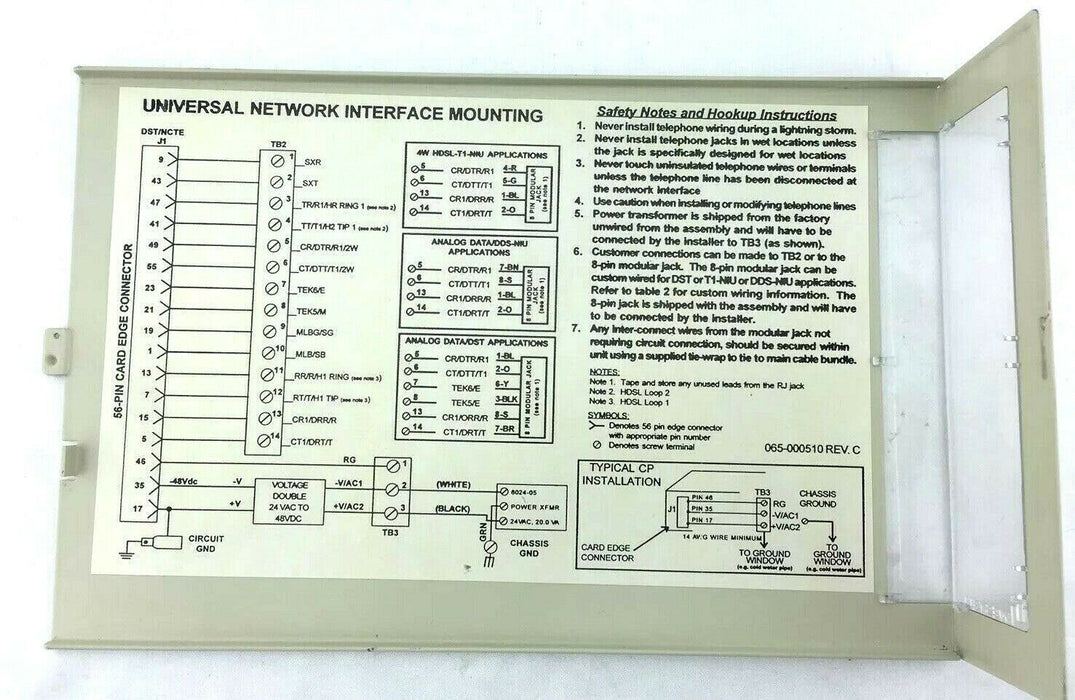 UNIVERSAL NETWORK INTERFACE MOUNTING
DST/NCTE
J1
56-PIN CARD EDGE CONNECTOR
9
43
47
41
49
55
23
21
19
1
13
7
15
5
46
35
17
TB2
1 SXR
2 SXT
3 TR/R1/HR RING 1 (see note 2)
4 TT/T1/H2 TIP 1 (see note 2)
5 CR/DTR/R1/2W
6 CT/DTT/T1/2W
7 TEK6/E
8 TEK5/M
9 MLBG/SG
10 MLB/SB
11 RR/R/H1 RING (see note 3)
12 RT/T/H1 TIP (see note 3)
13 CR1/DRR/R
14 CT1/DRT/T
4W HDSL-T1-NIU APPLICATIONS
5 CR/DTR/R1 4-R
6 CT/DTT/T1 5-G
13 CR1/DRR/R 1-BL
14 CT1/DRT/T 2-O
8 PIN MODULAR
JACK
(see note 1)
ANALOG DATA/DDS-NIU
APPLICATIONS
5 CR/DTR/R1 7-BN
6 CT/DTT/T1 8-S
13 CR1/DRR/R 1-BL
14 CT1/DRT/T 2-O
8 PIN MODULAR
JACK
(see note 1)
ANALOG DATA/DST APPLICATIONS
5 CR/DTR/R1 1-BL
6 CT/DTT/T1 2-O
7 TEK6/E 6-Y
8 TEK5/E 3-BLK
13 CR1/ORR/R 8-S
14 CT1/DRT/T 7-BR
8 PIN MODULAR JACK
(see note 1)
RG
1
-48Vdc
-V
+V
VOLTAGE
DOUBLE
24 VAC TO
48VDC
-V/AC1
+V/AC2
2
3
TB3
(WHITE)
(BLACK)
8024-05
POWER XFMR
24VAC, 20.0 VA
GRN
CHASSIS
GND
CIRCUIT
GND
Safety Notes and Hookup Instructions
1. Never install telephone wiring during a lightning storm.
2. Never install telephone jacks in wet locations unless
the jack is specifically designed for wet locations
3. Never touch uninsulated telephone wires or terminals
unless the telephone line has been disconnected at
the network interface
4. Use caution when installing or modifying telephone lines
5. Power transformer is shipped from the factory
unwired from the assembly and will have to be
connected by the installer to TB3 (as shown).
6. Customer connections can be made to TB2 or to the
8-pin modular jack. The 8-pin modular jack can be
custom wired for DST or T1-NIU or DDS-NIU applications.
Refer to table 2 for custom wiring information. The
8-pin jack is shipped with the assembly and will have
to be connected by the installer.
7. Any inter-connect wires from the modular jack not
requiring circuit connection, should be secured within
unit using a supplied tie-wrap to tie to main cable bundle.
NOTES:
Note 1. Tape and store any unused leads from the RJ jack
Note 2. HDSL Loop 2
Note 3. HDSL Loop 1
SYMBOLS:
Denotes 56 pin edge connector
with appropriate pin number
Denotes screw terminal
065-000510 REV. C
TYPICAL CP
INSTALLATION
J1
PIN 46
PIN 35
PIN 17
TB3
RG
-V/AC1
+V/AC2
CHASSIS
GROUND
14 AV.G WIRE MINIMUM
CARD EDGE
CONNECTOR
TO GROUND
WINDOW
(e.g. cold water pipe)
TO
GROUND
WINDOW
(e.g. cold water pipe)